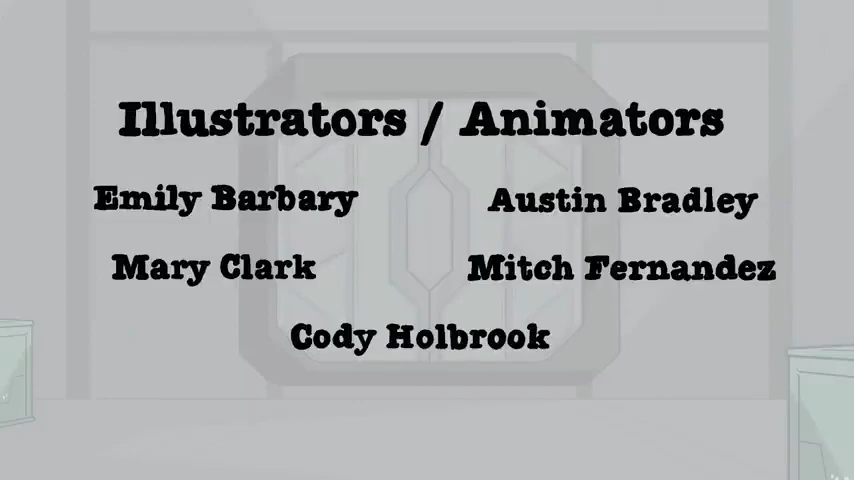 Illustrators / Animators
Emily Barbary Austin Bradley
Mary Clark Mitch Fernandez
Cody Holbrook